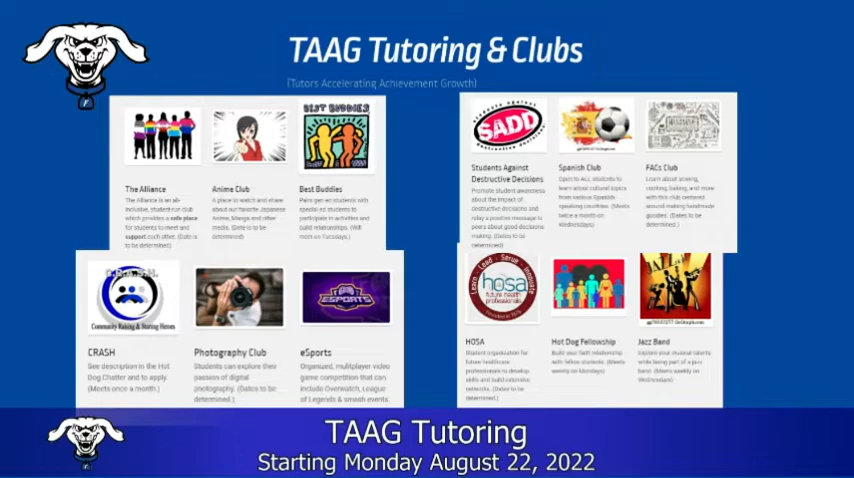 TAAG Tutoring & Clubs
(Tutors Accelerating Achievement Growth)
The Alliance
The Alliance is an all-
inclusive, student run club
which provides a safe place
for students to meet and
support each other. (Date is
to be determined)
Anime Club
A place to watch and share
about our favorite Japanese
Anime, Manga and other
media. (Date is to be
determined)
BEST BUDDIES
Best Buddies
Pairs gen ed students with
special ed students to
participate in activities and
build relationships. (Will
meet on Tuesdays.)
students against
SADD
destructive decisions
Students Against
Destructive Decisions
Promote student awareness
about the impact of
destructive decisions and
relay a positive message to
peers about good decisions
making. (Dates to be
determined)
Spanish Club
Open to ALL students to
learn about cultural topics
from various Spanish-
speaking countries. (Meets
twice a month on
Wednesdays)
FACs Club
Learn about sewing,
cooking, baking, and more
with this club centered
around making handmade
goodies. (Dates to be
determined.)
C.R.A.S.H.
Community Raising & Starting Heroes
CRASH
See description in the Hot
Dog Chatter and to apply.
(Meets once a month.)
Photography Club
Students can explore their
passion of digital
photography. (Dates to be
determined.)
ESPORTS
eSports
Organized, mulitplayer video
game competition that can
include Overwatch, League
of Legends & smash events.
Learn · Lead · Serve · Innovate
hosa
future health
professionals
HOSA
Student organization for
future healthcare
professionals to develop
skills and build extensive
networks. (Dates to be
determined.)
Hot Dog Fellowship
Build your faith relationship
with fellow students. (Meets
weekly on Mondays)
Jazz Band
Explore your musical talents
while being part of a jazz
band. (Meets weekly on
Wednesdays)
TAAG Tutoring
Starting Monday August 22, 2022